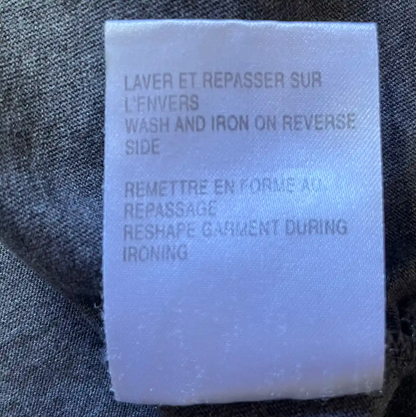 LAVER ET REPASSER SUR
L'ENVERS
WASH AND IRON ON REVERSE
SIDE
REMETTRE EN FORME AU
REPASSAGE
RESHAPE GARMENT DURING
IRONING